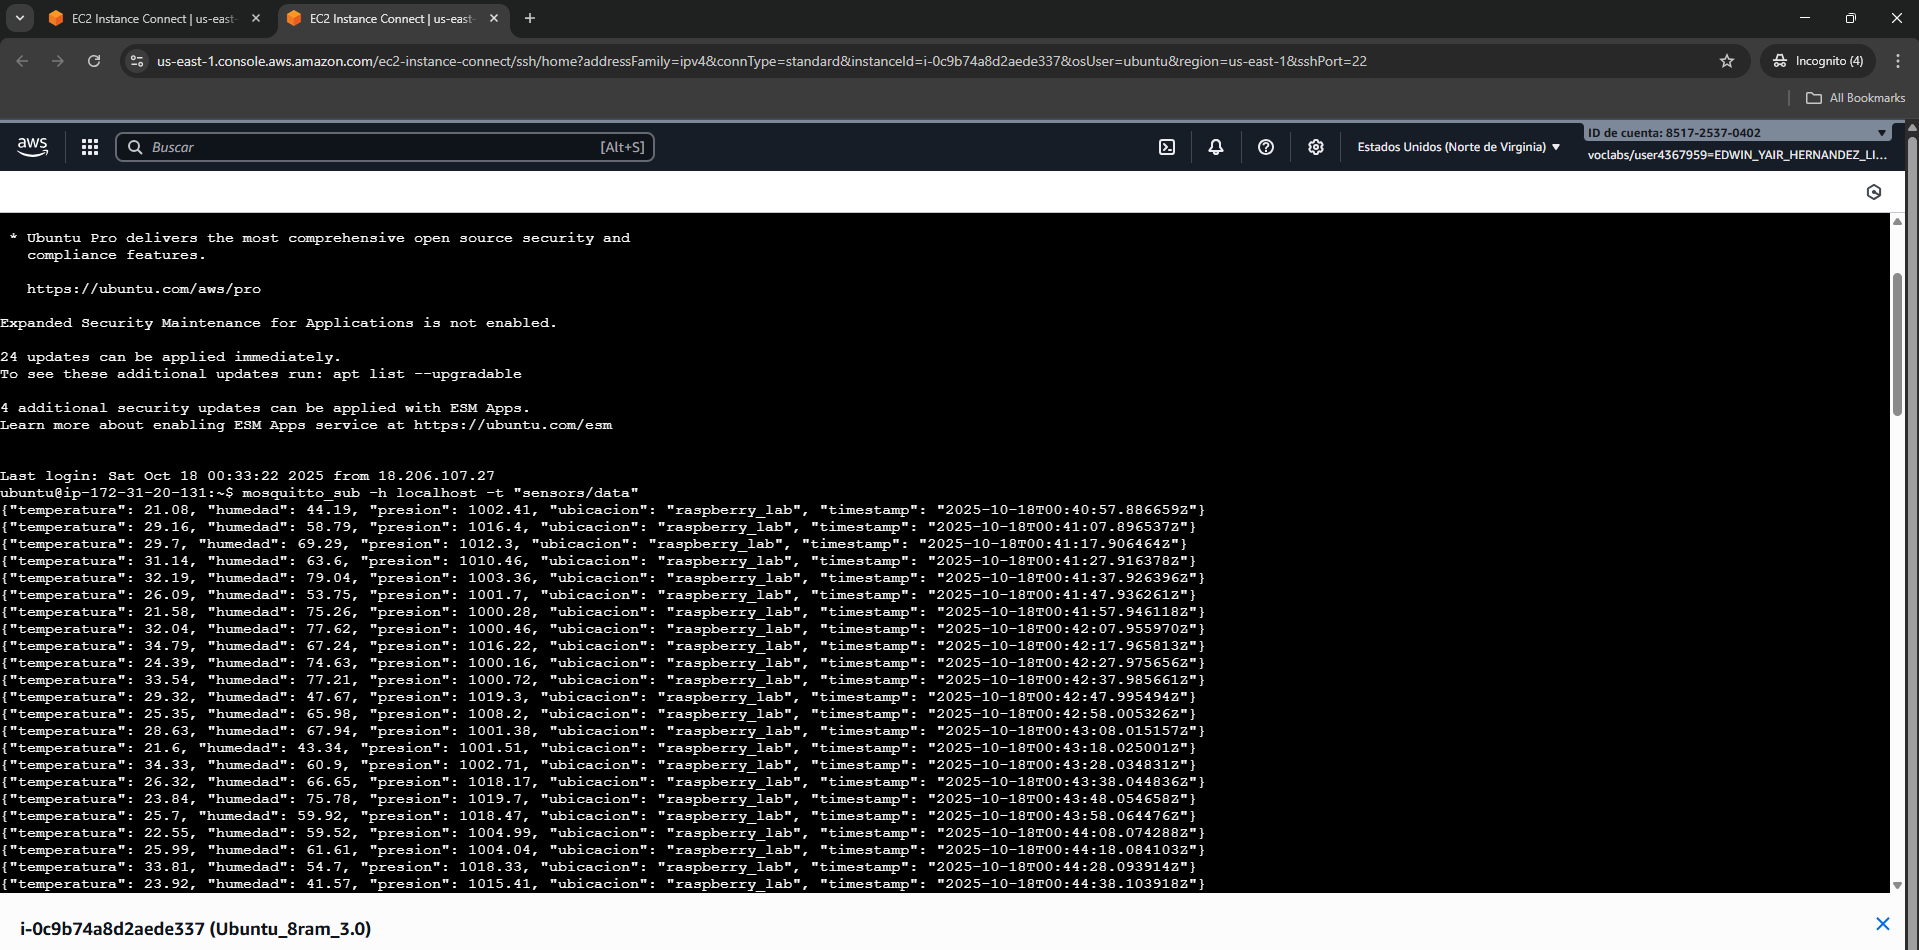 EC2 Instance Connect | us-east-
EC2 Instance Connect | us-east-
us-east-1.console.aws.amazon.com/ec2-instance-connect/ssh/home?addressFamily=ipv4&connType=standard&instanceId=i-0c9b74a8d2aede337&osUser=ubuntu&region=us-east-1&sshPort=22
Incognito (4)
All Bookmarks
aws
Buscar
[Alt+S]
Estados Unidos (Norte de Virginia)
ID de cuenta: 8517-2537-0402
voclabs/user4367959=EDWIN_YAIR_HERNANDEZ_LI...
* Ubuntu Pro delivers the most comprehensive open source security and
compliance features.
https://ubuntu.com/aws/pro
Expanded Security Maintenance for Applications is not enabled.
24 updates can be applied immediately.
To see these additional updates run: apt list --upgradable
4 additional security updates can be applied with ESM Apps.
Learn more about enabling ESM Apps service at https://ubuntu.com/esm
Last login: Sat Oct 18 00:33:22 2025 from 18.206.107.27
ubuntu@ip-172-31-20-131:~$ mosquitto_sub -h localhost -t "sensors/data"
{"temperatura": 21.08, "humedad": 44.19, "presion": 1002.41, "ubicacion": "raspberry_lab", "timestamp": "2025-10-18T00:40:57.886659Z"}
{"temperatura": 29.16, "humedad": 58.79, "presion": 1016.4, "ubicacion": "raspberry_lab", "timestamp": "2025-10-18T00:41:07.896537Z"}
{"temperatura": 29.7, "humedad": 69.29, "presion": 1012.3, "ubicacion": "raspberry_lab", "timestamp": "2025-10-18T00:41:17.906464Z"}
{"temperatura": 31.14, "humedad": 63.6, "presion": 1010.46, "ubicacion": "raspberry_lab", "timestamp": "2025-10-18T00:41:27.916378Z"}
{"temperatura": 32.19, "humedad": 79.04, "presion": 1003.36, "ubicacion": "raspberry_lab", "timestamp": "2025-10-18T00:41:37.926396Z"}
{"temperatura": 26.09, "humedad": 53.75, "presion": 1001.7, "ubicacion": "raspberry_lab", "timestamp": "2025-10-18T00:41:47.936261Z"}
{"temperatura": 21.58, "humedad": 75.26, "presion": 1000.28, "ubicacion": "raspberry_lab", "timestamp": "2025-10-18T00:41:57.946118Z"}
{"temperatura": 32.04, "humedad": 77.62, "presion": 1000.46, "ubicacion": "raspberry_lab", "timestamp": "2025-10-18T00:42:07.955970Z"}
{"temperatura": 34.79, "humedad": 67.24, "presion": 1016.22, "ubicacion": "raspberry_lab", "timestamp": "2025-10-18T00:42:17.965813Z"}
{"temperatura": 24.39, "humedad": 74.63, "presion": 1000.16, "ubicacion": "raspberry_lab", "timestamp": "2025-10-18T00:42:27.975656Z"}
{"temperatura": 33.54, "humedad": 77.21, "presion": 1000.72, "ubicacion": "raspberry_lab", "timestamp": "2025-10-18T00:42:37.985661Z"}
{"temperatura": 29.32, "humedad": 47.67, "presion": 1019.3, "ubicacion": "raspberry_lab", "timestamp": "2025-10-18T00:42:47.995494Z"}
{"temperatura": 25.35, "humedad": 65.98, "presion": 1008.2, "ubicacion": "raspberry_lab", "timestamp": "2025-10-18T00:42:58.005326Z"}
{"temperatura": 28.63, "humedad": 67.94, "presion": 1001.38, "ubicacion": "raspberry_lab", "timestamp": "2025-10-18T00:43:08.015157Z"}
{"temperatura": 21.6, "humedad": 43.34, "presion": 1001.51, "ubicacion": "raspberry_lab", "timestamp": "2025-10-18T00:43:18.025001Z"}
{"temperatura": 34.33, "humedad": 60.9, "presion": 1002.71, "ubicacion": "raspberry_lab", "timestamp": "2025-10-18T00:43:28.034831Z"}
{"temperatura": 26.32, "humedad": 66.65, "presion": 1018.17, "ubicacion": "raspberry_lab", "timestamp": "2025-10-18T00:43:38.044836Z"}
{"temperatura": 23.84, "humedad": 75.78, "presion": 1019.7, "ubicacion": "raspberry_lab", "timestamp": "2025-10-18T00:43:48.054658Z"}
{"temperatura": 25.7, "humedad": 59.92, "presion": 1018.47, "ubicacion": "raspberry_lab", "timestamp": "2025-10-18T00:43:58.064476Z"}
{"temperatura": 22.55, "humedad": 59.52, "presion": 1004.99, "ubicacion": "raspberry_lab", "timestamp": "2025-10-18T00:44:08.074288Z"}
{"temperatura": 25.99, "humedad": 61.61, "presion": 1004.04, "ubicacion": "raspberry_lab", "timestamp": "2025-10-18T00:44:18.084103Z"}
{"temperatura": 33.81, "humedad": 54.7, "presion": 1018.33, "ubicacion": "raspberry_lab", "timestamp": "2025-10-18T00:44:28.093914Z"}
{"temperatura": 23.92, "humedad": 41.57, "presion": 1015.41, "ubicacion": "raspberry_lab", "timestamp": "2025-10-18T00:44:38.103918Z"}
i-0c9b74a8d2aede337 (Ubuntu_8ram_3.0)